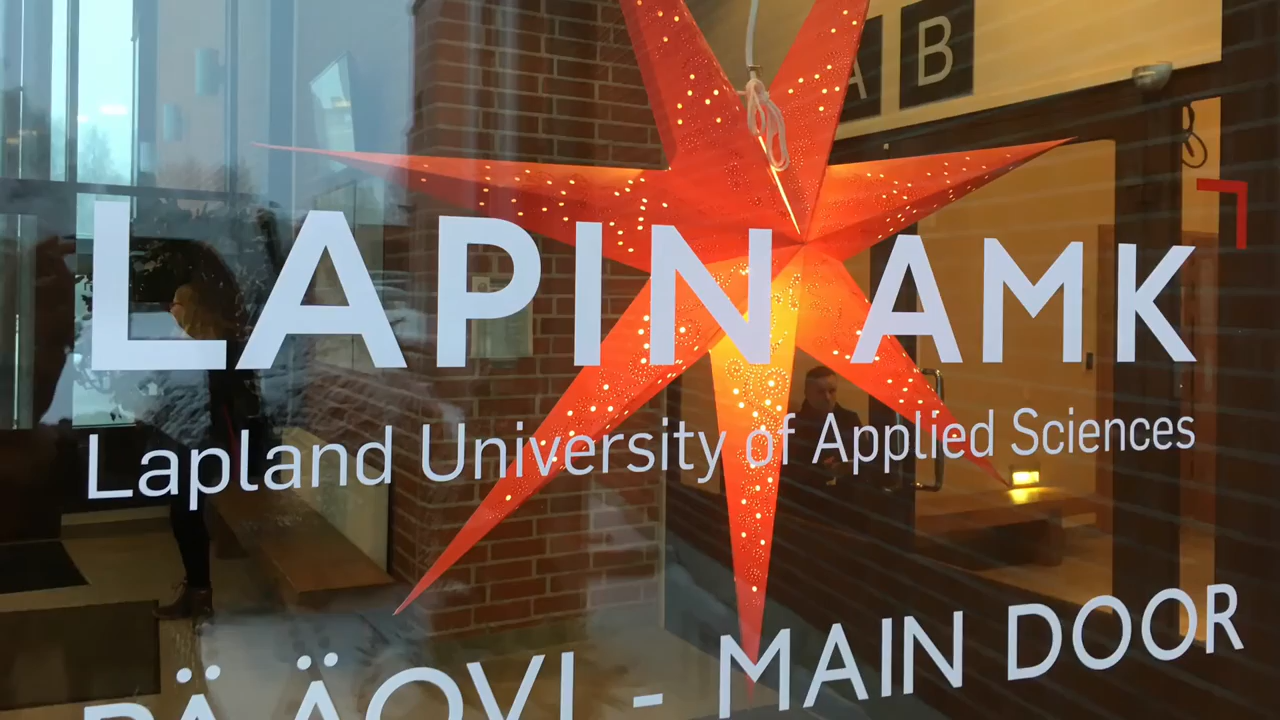 A B
LAPIN AMK
Lapland University of Applied Sciences
PÄÄOVI - MAIN DOOR